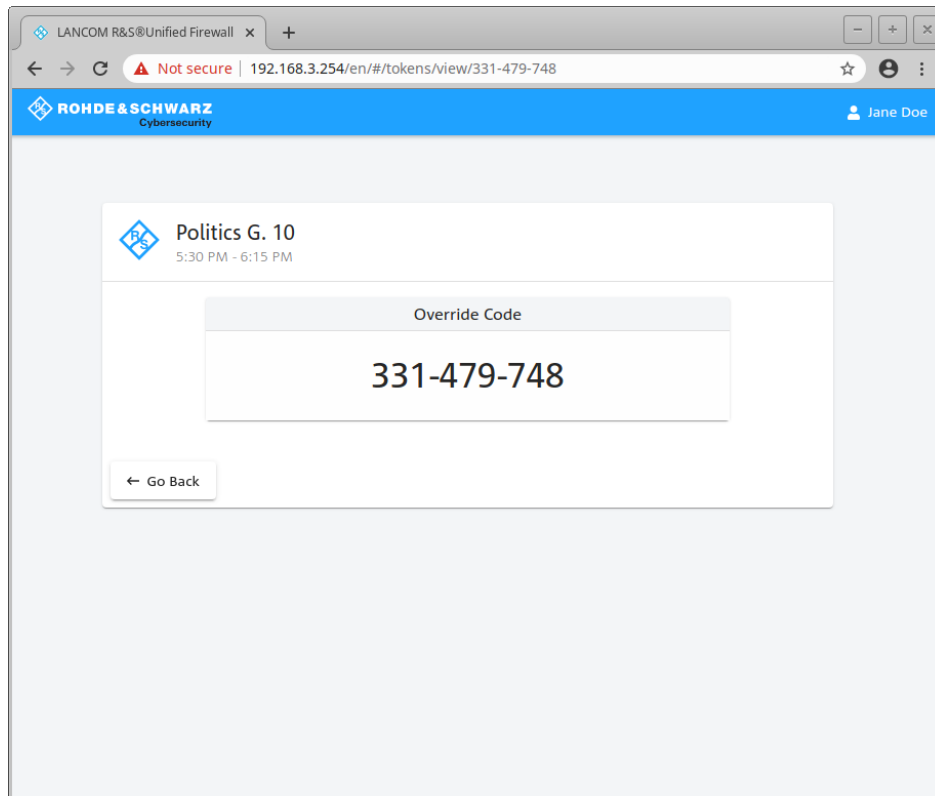 LANCOM R&S®Unified Firewall
Not secure 192.168.3.254/en/#/tokens/view/331-479-748
ROHDE&SCHWARZ
Cybersecurity
Jane Doe
R S
Politics G. 10
5:30 PM - 6:15 PM
Override Code
331-479-748
← Go Back